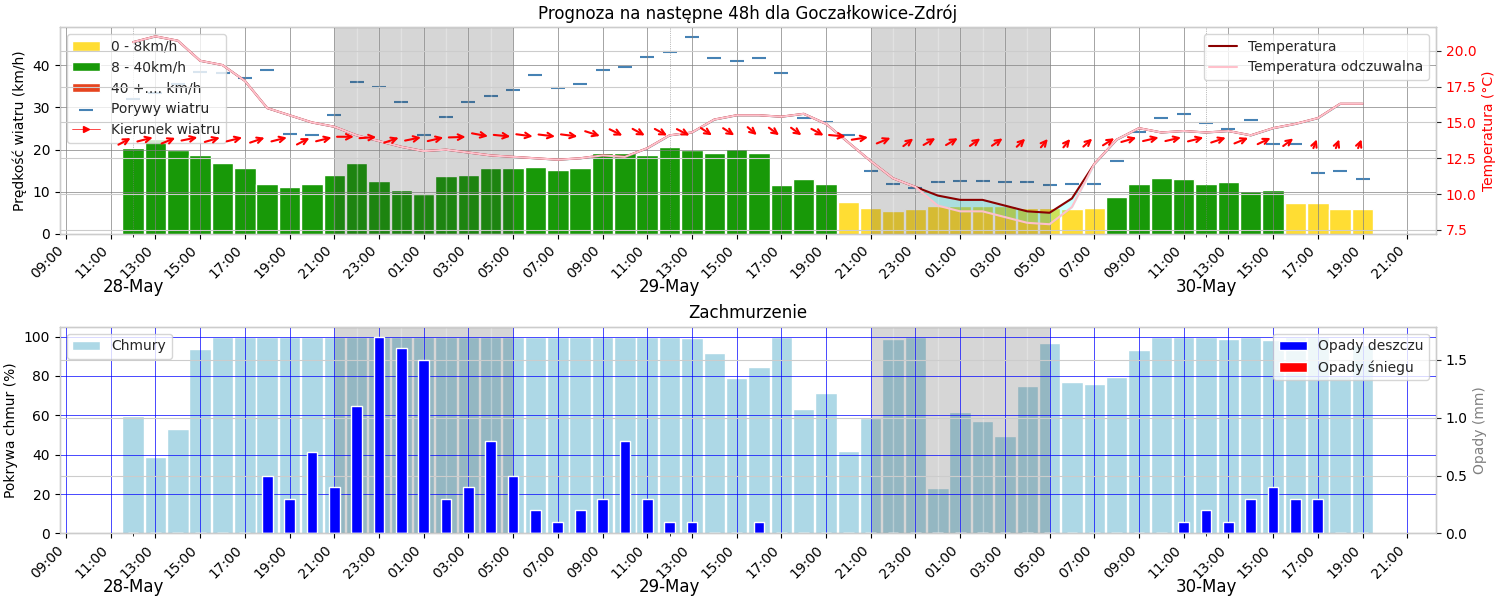 Prognoza na następne 48h dla Goczałkowice-Zdrój
Prędkość wiatru (km/h)
0 - 8km/h
8 - 40km/h
40 +.... km/h
Porywy wiatru
Kierunek wiatru
Temperatura
Temperatura odczuwalna
Temperatura (°C)
0 10 20 30 40
7.5 10.0 12.5 15.0 17.5 20.0
09:00 11:00 13:00 15:00 17:00 19:00 21:00 23:00 01:00 03:00 05:00 07:00 09:00 11:00 13:00 15:00 17:00 19:00 21:00 23:00 01:00 03:00 05:00 07:00 09:00 11:00 13:00 15:00 17:00 19:00 21:00
28-May 29-May 30-May
Zachmurzenie
Pokrywa chmur (%)
Chmury
Opady deszczu
Opady śniegu
Opady (mm)
0 20 40 60 80 100
0.0 0.5 1.0 1.5
09:00 11:00 13:00 15:00 17:00 19:00 21:00 23:00 01:00 03:00 05:00 07:00 09:00 11:00 13:00 15:00 17:00 19:00 21:00 23:00 01:00 03:00 05:00 07:00 09:00 11:00 13:00 15:00 17:00 19:00 21:00
28-May 29-May 30-May